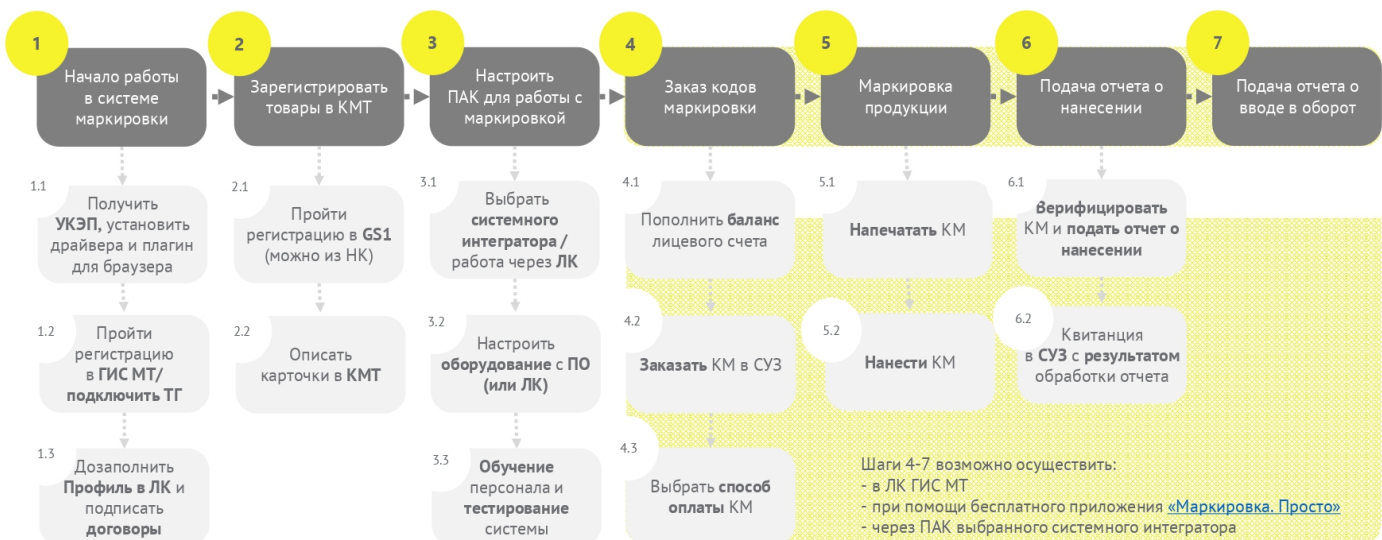 1
Начало работы
в системе
маркировки
2
Зарегистрировать
товары в КМТ
3
Настроить
ПАК для работы с
маркировкой
4
Заказ кодов
маркировки
5
Маркировка
продукции
6
Подача отчета о
нанесении
7
Подача отчета о
вводе в оборот
1.1
Получить
УКЭП, установить
драйвера и плагин
для браузера
1.2
Пройти
регистрацию
в ГИС МТ/
подключить ТГ
1.3
Дозаполнить
Профиль в ЛК и
подписать
договоры
2.1
Пройти
регистрацию в GS1
(можно из НК)
2.2
Описать
карточки в КМТ
3.1
Выбрать
системного
интегратора /
работа через ЛК
3.2
Настроить
оборудование с ПО
(или ЛК)
3.3
Обучение
персонала и
тестирование
системы
4.1
Пополнить баланс
лицевого счета
4.2
Заказать КМ в СУЗ
4.3
Выбрать способ
оплаты КМ
5.1
Напечатать КМ
5.2
Нанести КМ
6.1
Верифицировать
КМ и подать отчет о
нанесении
6.2
Квитанция
в СУЗ с результатом
обработки отчета
Шаги 4-7 возможно осуществить:
- в ЛК ГИС МТ
- при помощи бесплатного приложения «Маркировка. Просто»
- через ПАК выбранного системного интегратора